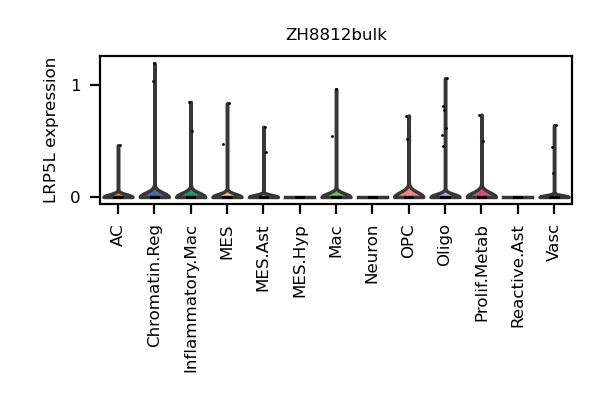 ZH8812bulk
LRP5L expression
1
0
AC
Chromatin.Reg
Inflammatory.Mac
MES
MES.Ast
MES.Hyp
Mac
Neuron
OPC
Oligo
Prolif.Metab
Reactive.Ast
Vasc